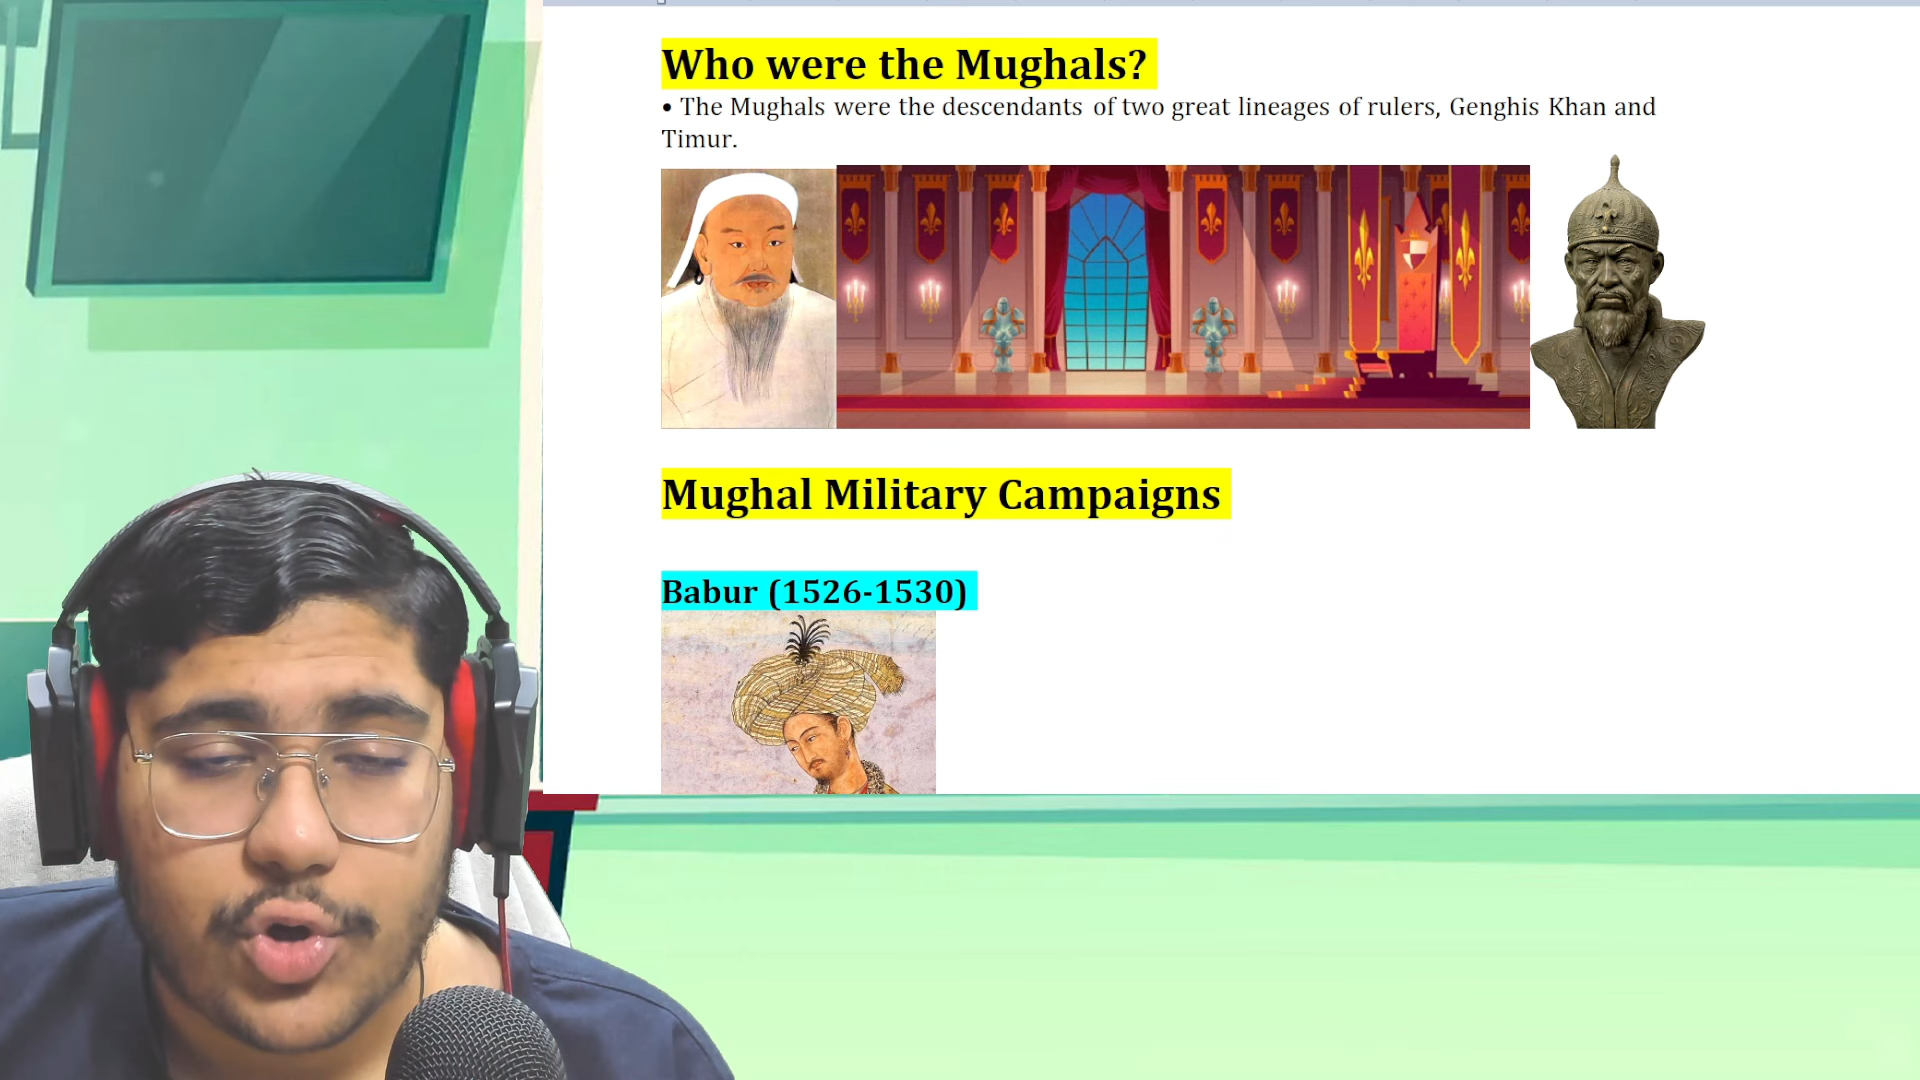 Who were the Mughals?
• The Mughals were the descendants of two great lineages of rulers, Genghis Khan and
Timur.
Mughal Military Campaigns
Babur (1526-1530)